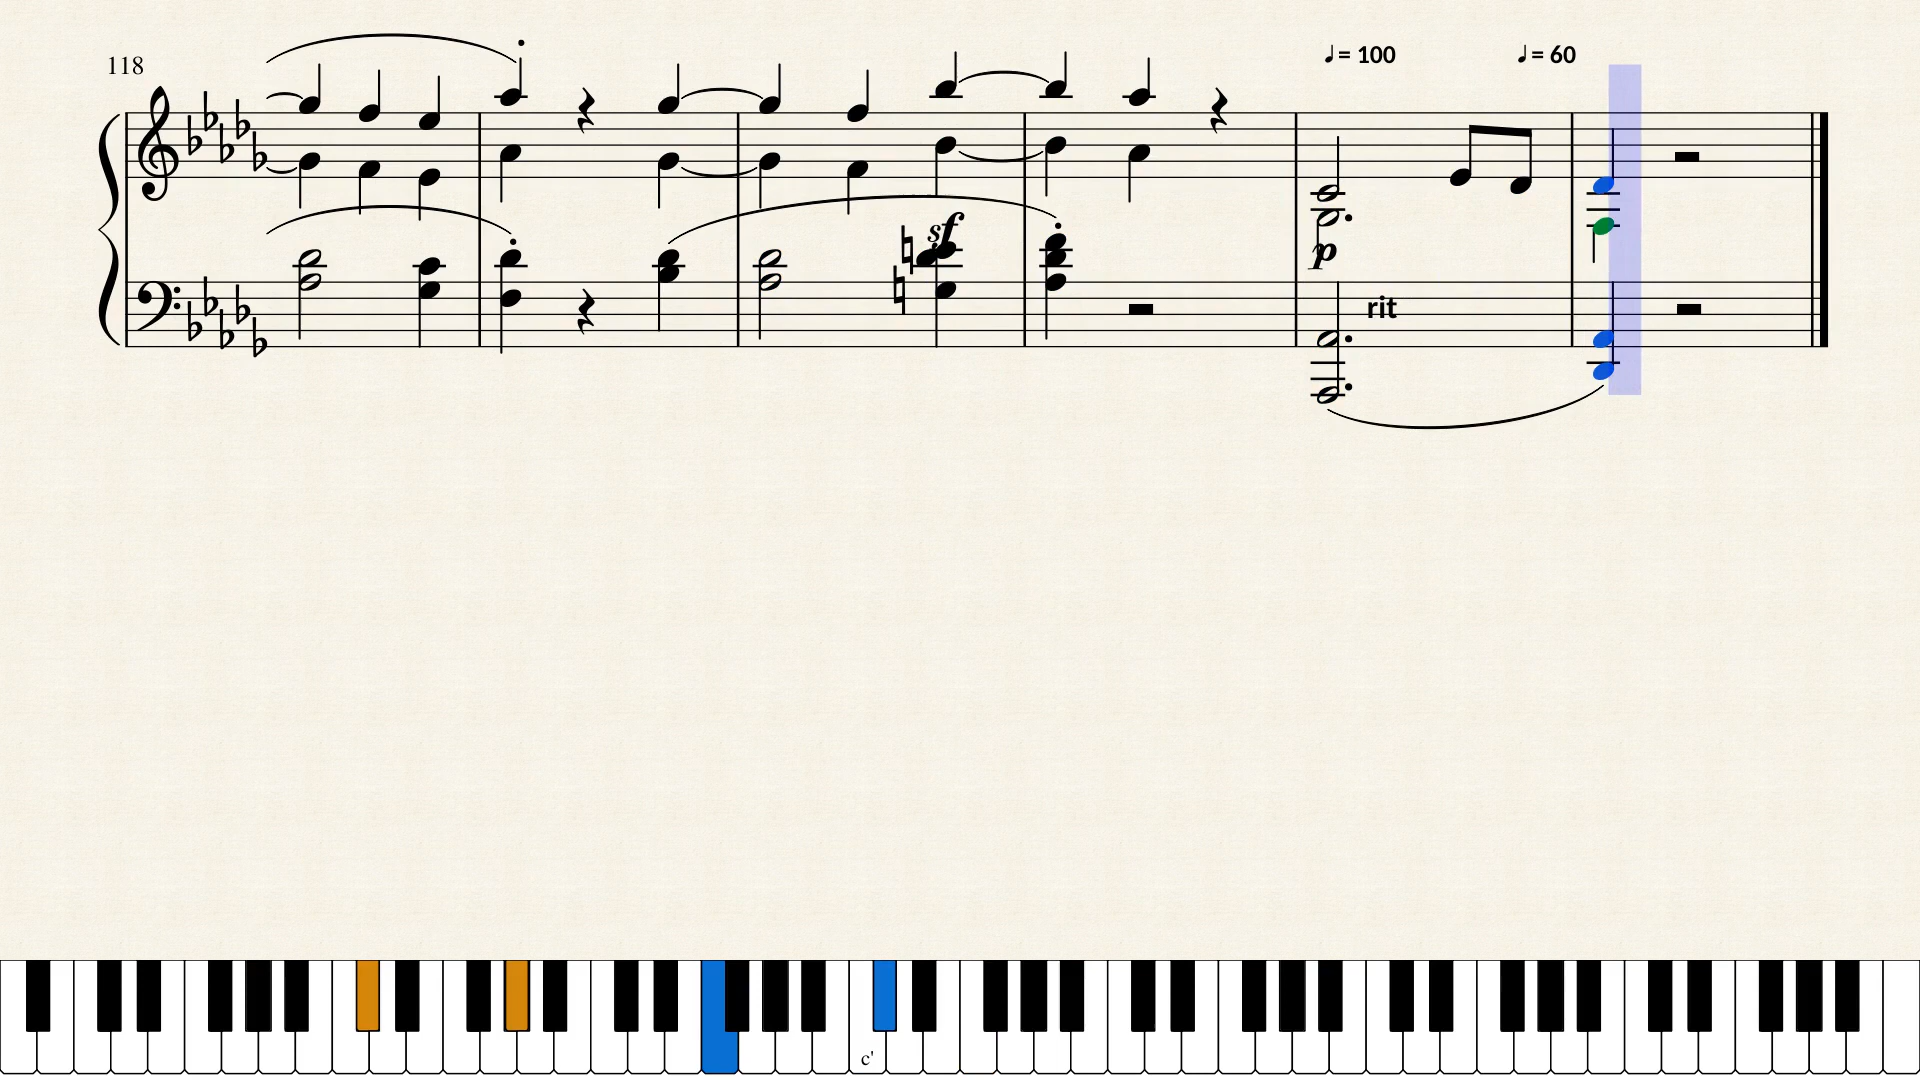 ♩= 100 ♩= 60
118
sf
p
rit
c'